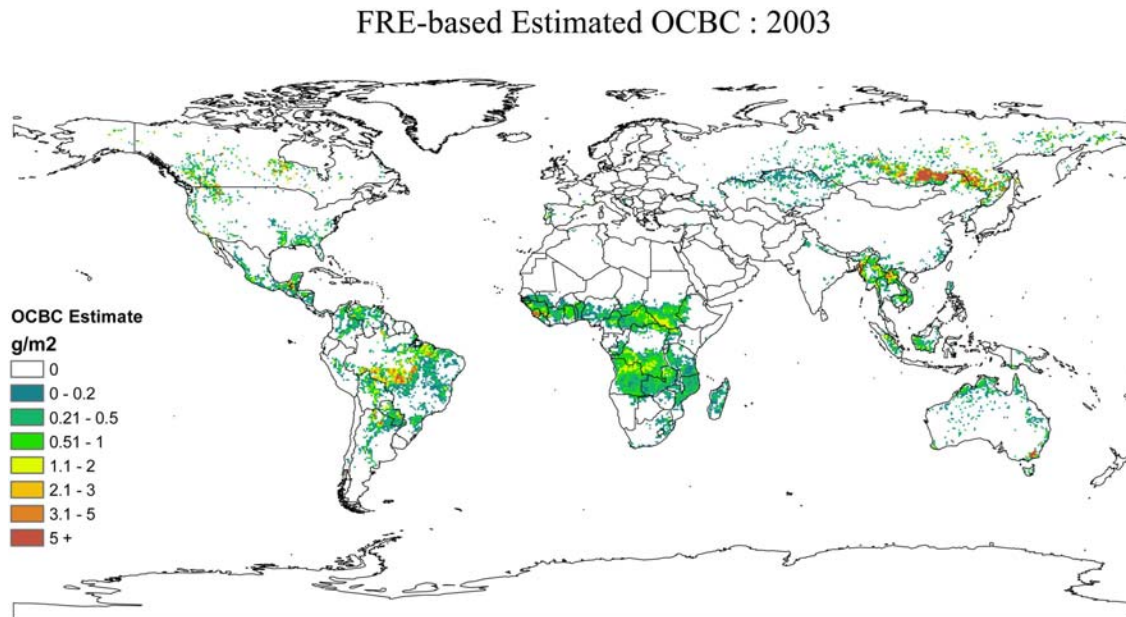 FRE-based Estimated OCBC : 2003
OCBC Estimate
g/m2
0
0 - 0.2
0.21 - 0.5
0.51 - 1
1.1 - 2
2.1 - 3
3.1 - 5
5 +